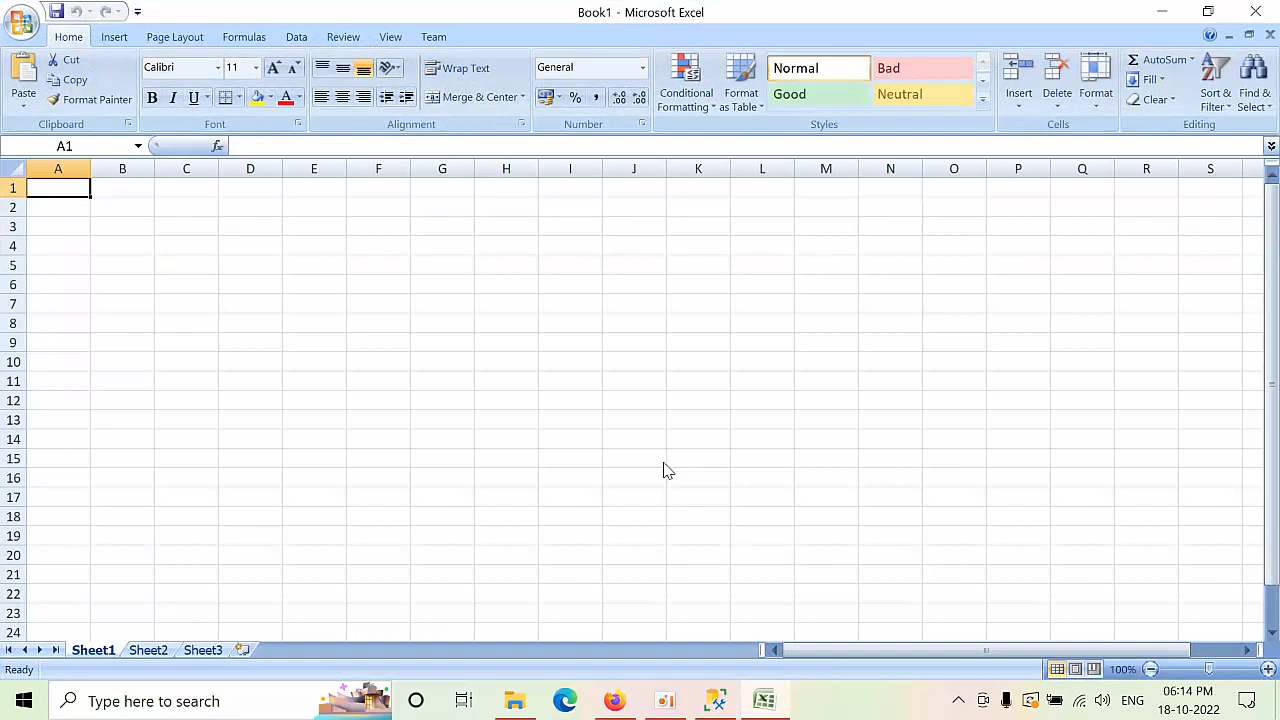 Book1 - Microsoft Excel
Home Insert Page Layout Formulas Data Review View Team
Cut
Copy
Format Painter
Paste
Clipboard
Calibri 11
B I U
Font
Wrap Text
Merge & Center
Alignment
General
%
Number
Conditional
Formatting
Format
as Table
Normal Bad
Good Neutral
Styles
Insert Delete Format
Cells
AutoSum
Fill
Clear
Sort &
Filter
Find &
Select
Editing
A1 fx
A B C D E F G H J K L M N O P Q R S
1
2
3
4
5
6
7
8
9
10
11
12
13
14
15
16
17
18
19
20
21
22
23
24
Sheet1 Sheet2 Sheet3
Ready 100%
Type here to search
ENG
06:14 PM
18-10-2022